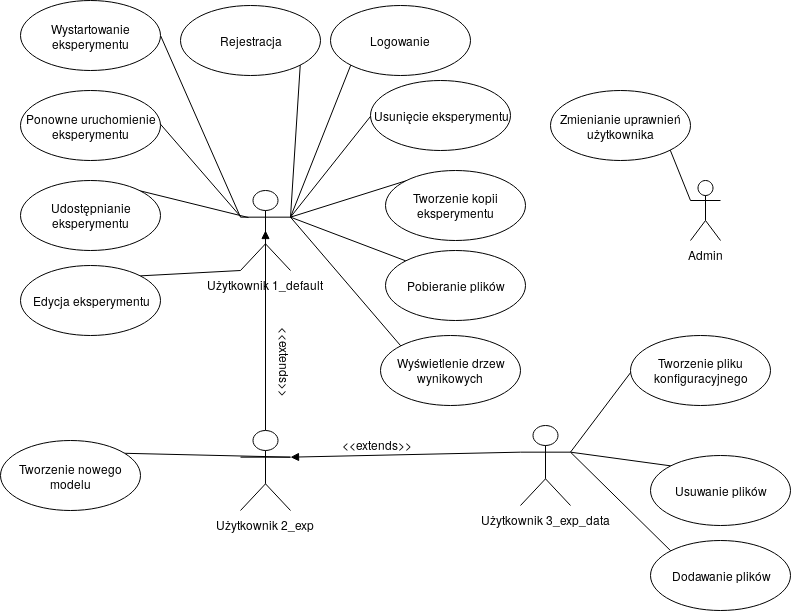 Wystartowanie
eksperymentu
Rejestracja
Logowanie
Ponowne uruchomienie
eksperymentu
Usunięcie eksperymentu
Zmienianie uprawnień
użytkownika
Udostępnianie
eksperymentu
Tworzenie kopii
eksperymentu
Admin
Edycja eksperymentu
Użytkownik 1_default
Pobieranie plików
<<extends>>
Wyświetlenie drzew
wynikowych
Tworzenie pliku
konfiguracyjnego
Tworzenie nowego
modelu
<<extends>>
Użytkownik 2_exp
Użytkownik 3_exp_data
Usuwanie plików
Dodawanie plików